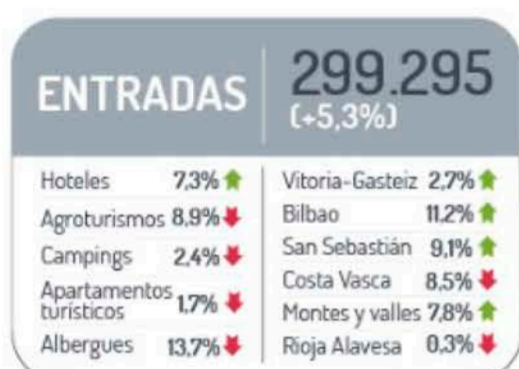 ENTRADAS
299.295
(+5,3%)
Hoteles 7,3%
Agroturismos 8,9%
Campings 2,4%
Apartamentos
turísticos 1,7%
Albergues 13,7%
Vitoria-Gasteiz 2,7%
Bilbao 11,2%
San Sebastián 9,1%
Costa Vasca 8,5%
Montes y valles 7,8%
Rioja Alavesa 0,3%